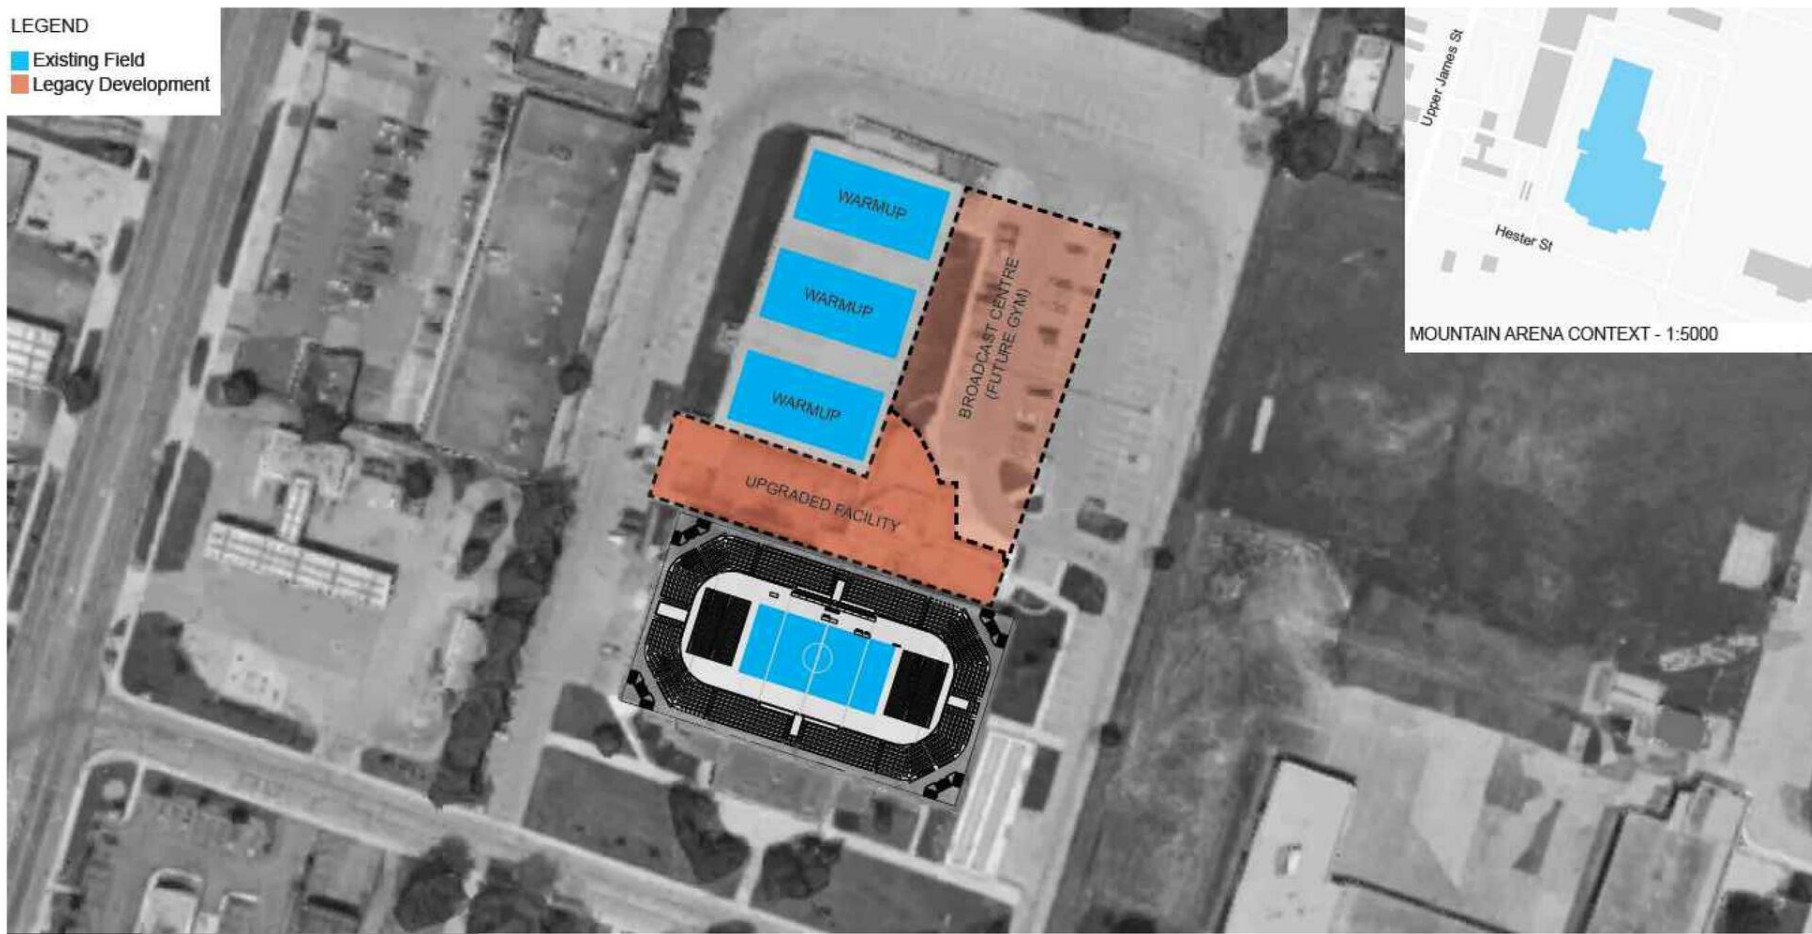 LEGEND
Existing Field
Legacy Development
WARMUP
WARMUP
WARMUP
BROADCAST CENTRE
(FUTURE GYM)
UPGRADED FACILITY
Upper James St
Hester St
MOUNTAIN ARENA CONTEXT - 1:5000